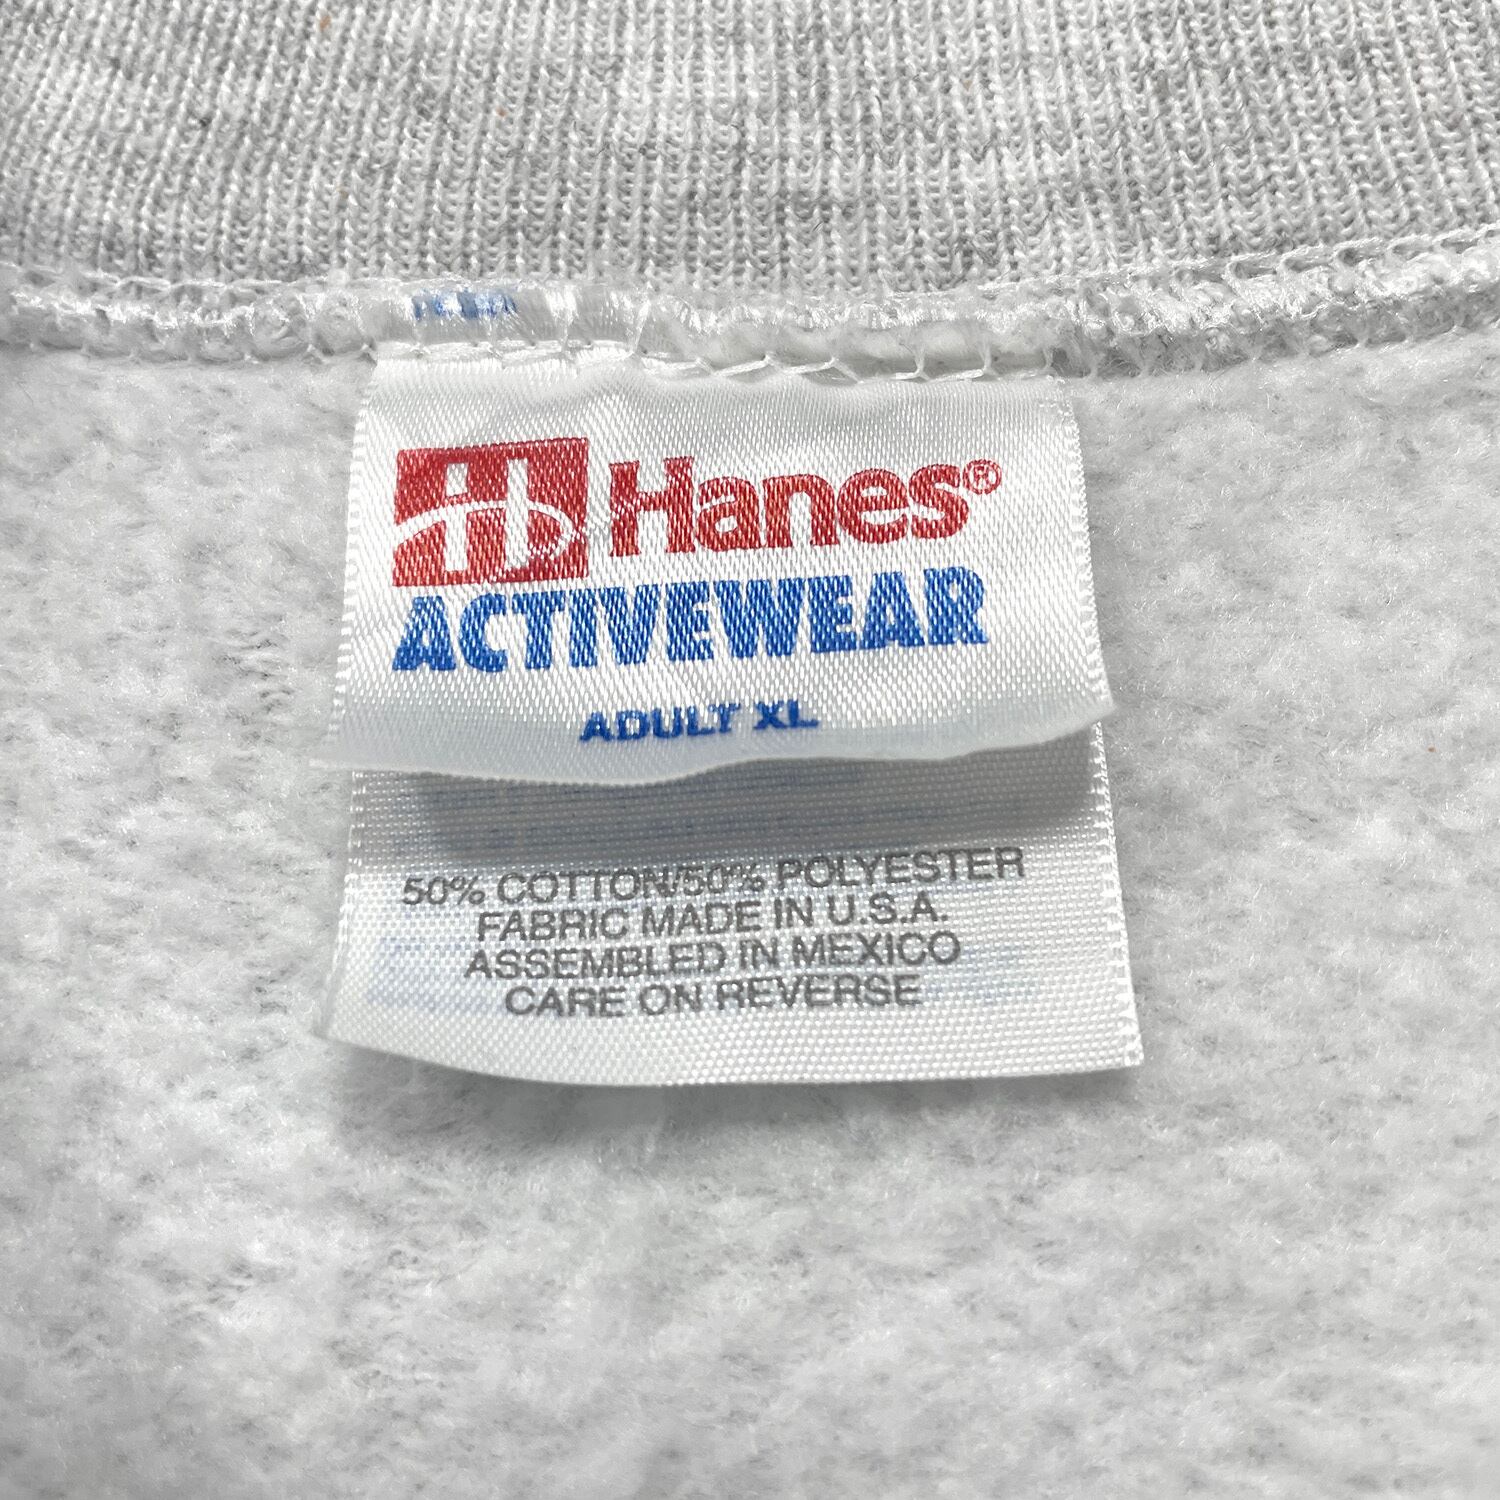 Hanes®
ACTIVEWEAR
ADULT XL
50% COTTON/50% POLYESTER
FABRIC MADE IN U.S.A.
ASSEMBLED IN MEXICO
CARE ON REVERSE